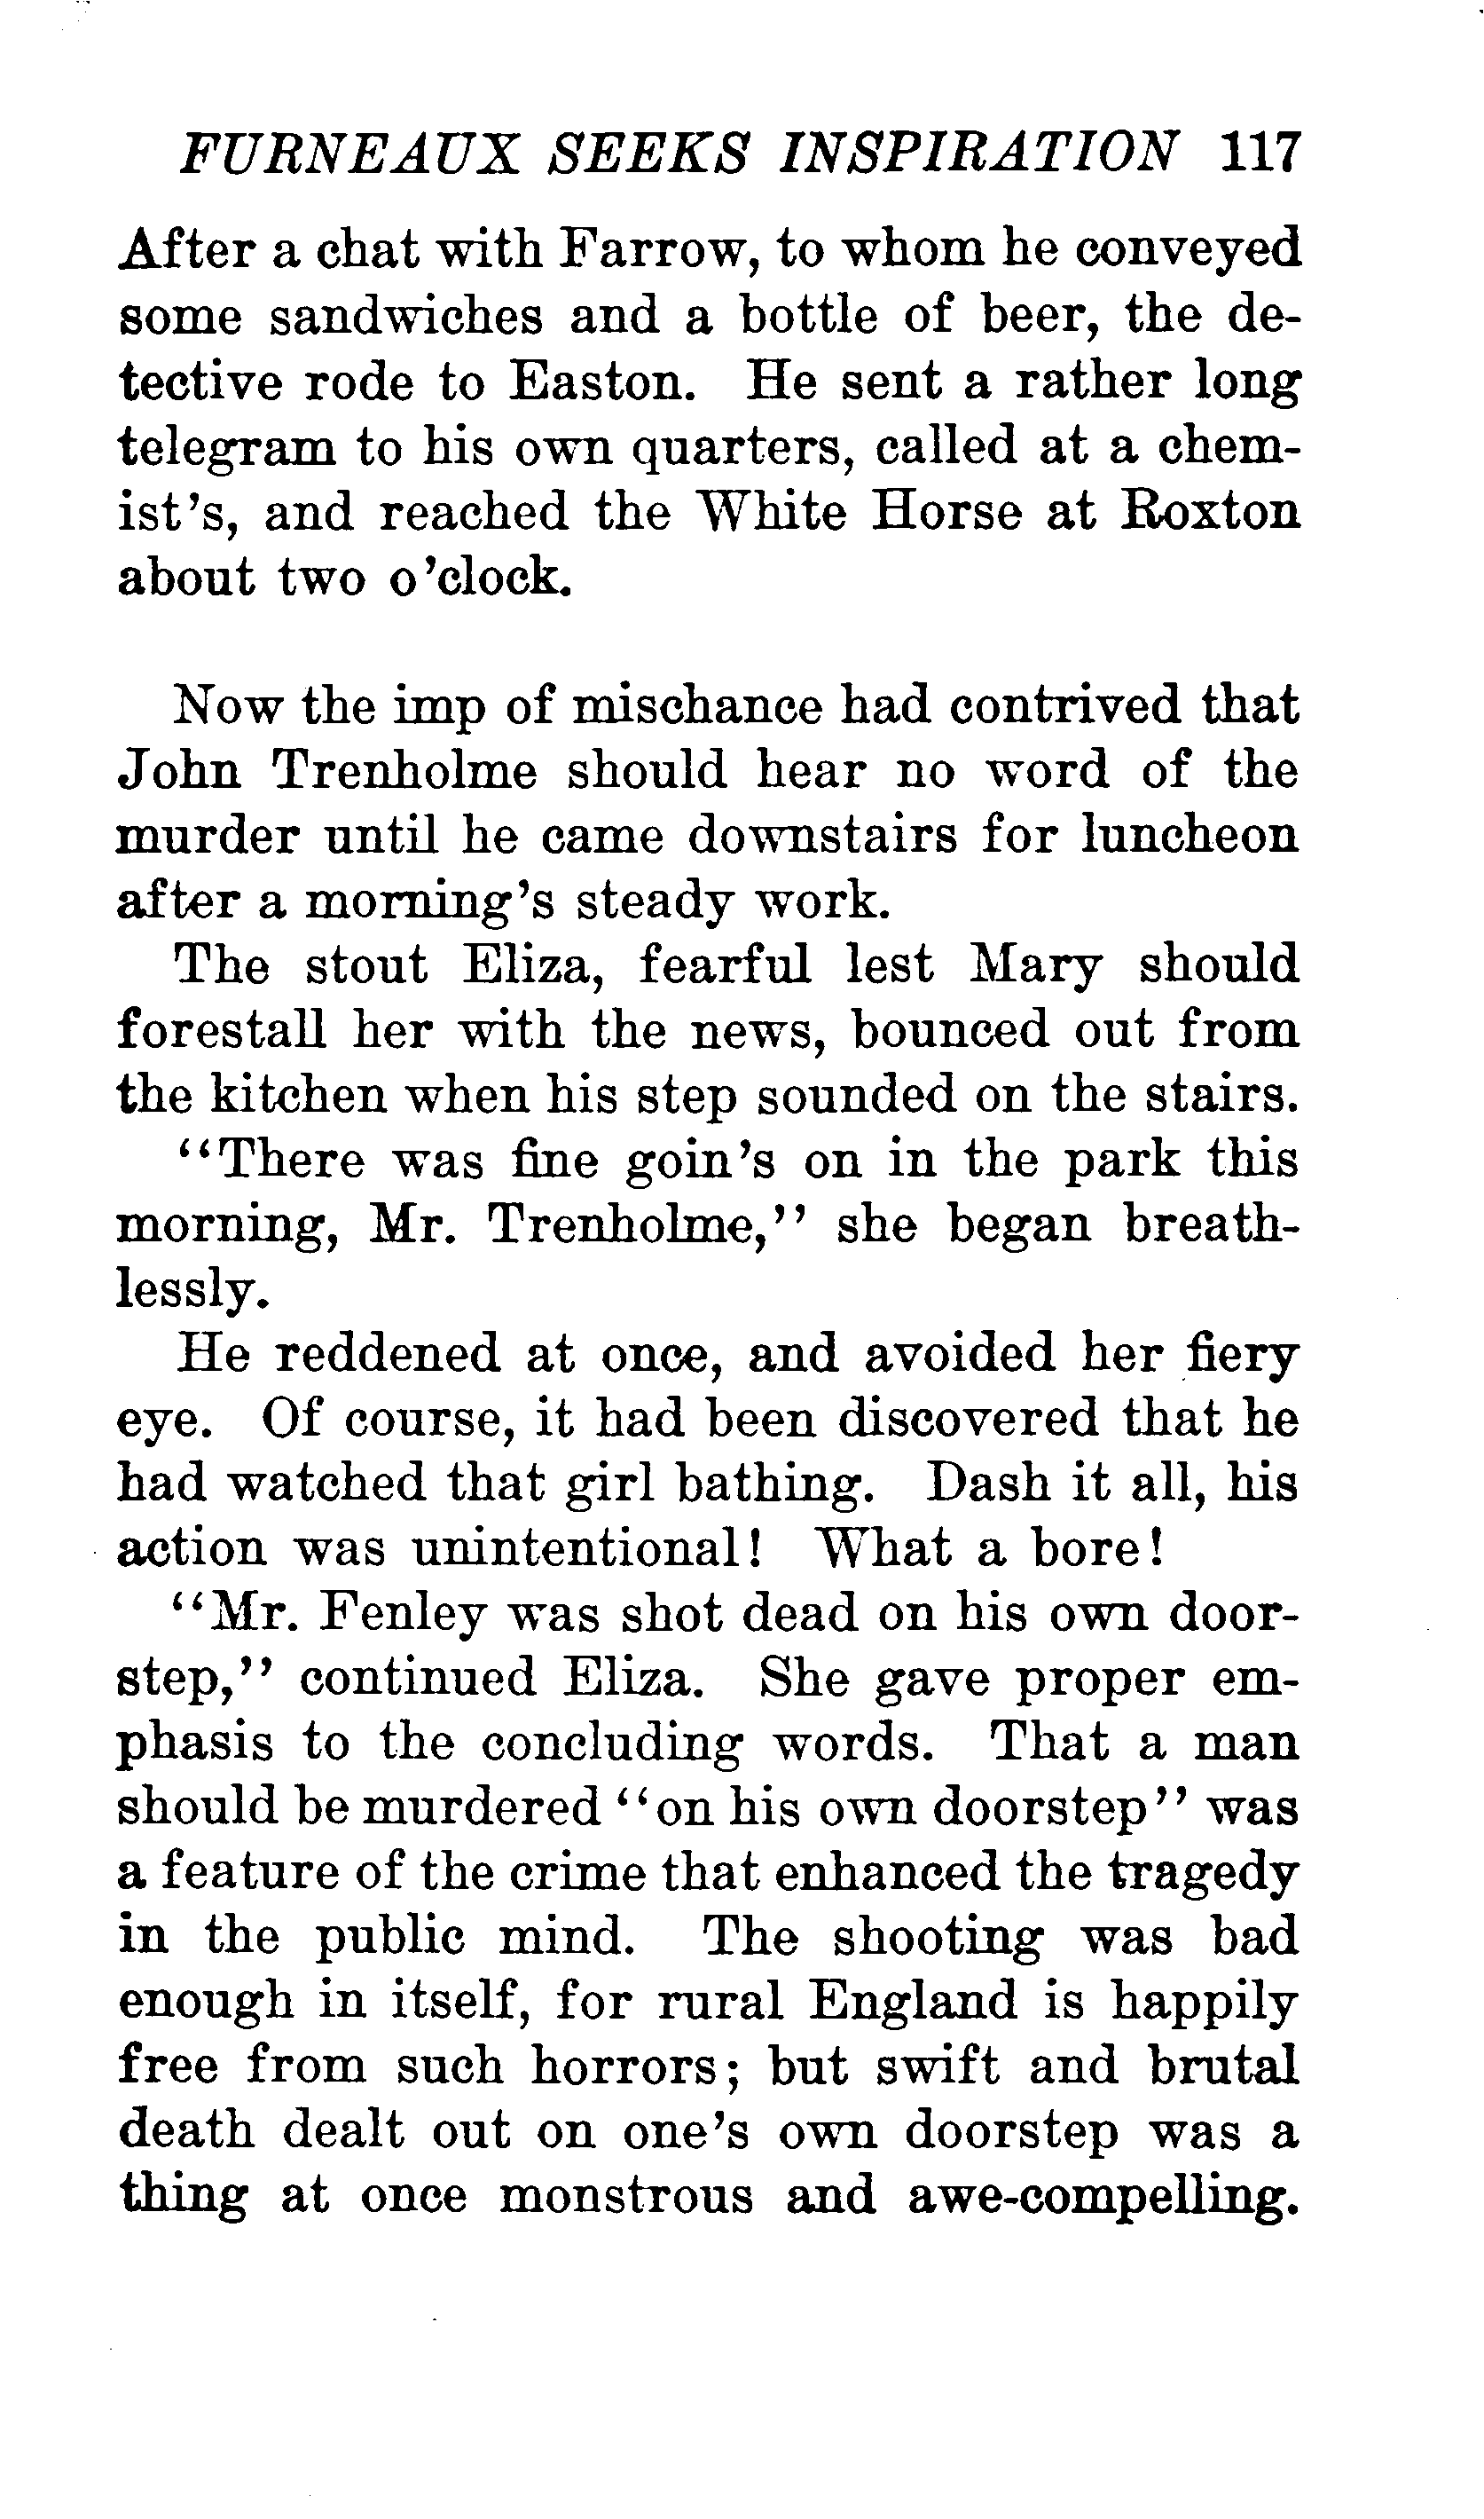 FURNEAUX SEEKS INSPIRATION 117
After a chat with Farrow, to whom he conveyed
some sandwiches and a bottle of beer, the de-
tective rode to Easton. He sent a rather long
telegram to his own quarters, called at a chem-
ist's, and reached the White Horse at Roxton
about two o'clock.
Now the imp of mischance had contrived that
John Trenholme should hear no word of the
murder until he came downstairs for luncheon
after a morning's steady work.
The stout Eliza, fearful lest Mary should
forestall her with the news, bounced out from
the kitchen when his step sounded on the stairs.
"There was fine goin's on in the park this
morning, Mr. Trenholme," she began breath-
lessly.
He reddened at once, and avoided her fiery
eye. Of course, it had been discovered that he
had watched that girl bathing. Dash it all, his
action was unintentional! What a bore!
"Mr. Fenley was shot dead on his own door-
step," continued Eliza. She gave proper em-
phasis to the concluding words. That a man
should be murdered "on his own doorstep" was
a feature of the crime that enhanced the tragedy
in the public mind. The shooting was bad
enough in itself, for rural England is happily
free from such horrors; but swift and brutal
death dealt out on one's own doorstep was a
thing at once monstrous and awe-compelling.